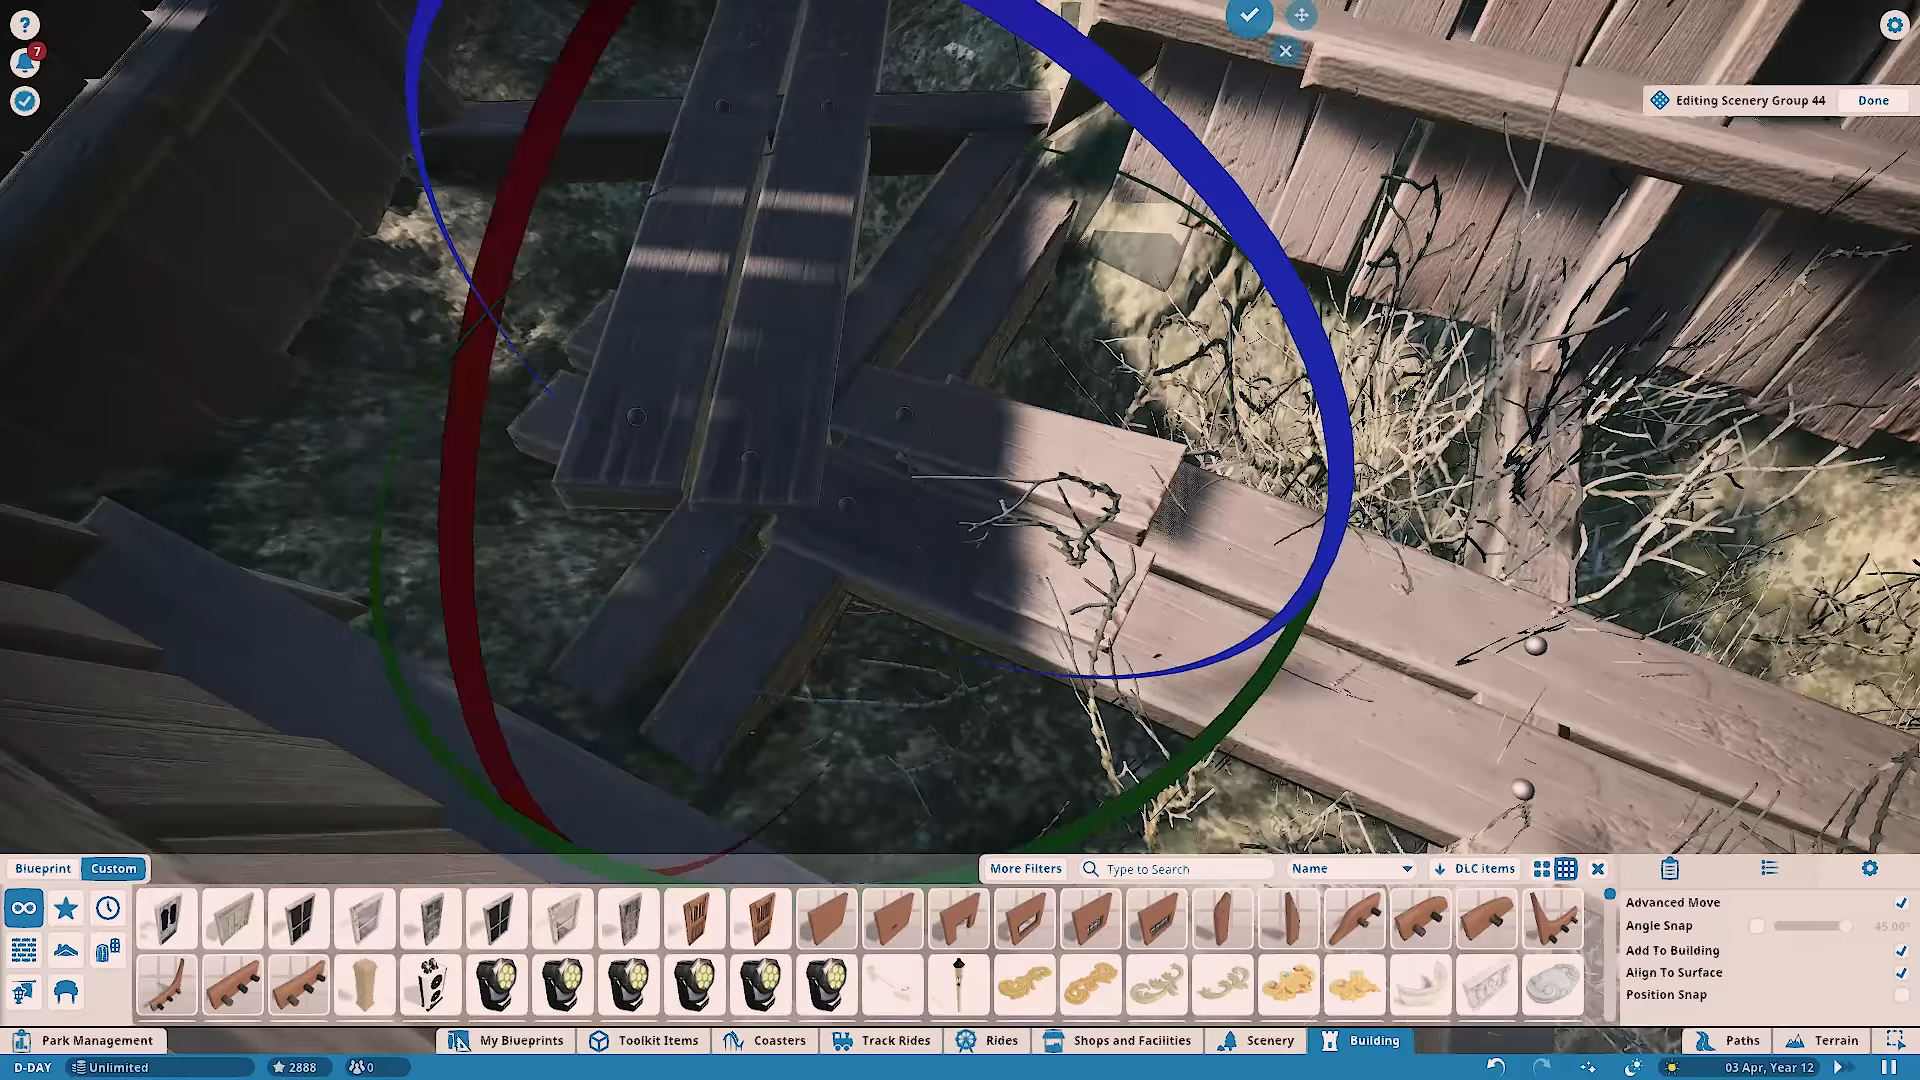 ?
7
Editing Scenery Group 44
Done
Blueprint
Custom
More Filters
Type to Search
Name
DLC items
Advanced Move
Angle Snap
45.00°
Add To Building
Align To Surface
Position Snap
Park Management
My Blueprints
Toolkit Items
Coasters
Track Rides
Rides
Shops and Facilities
Scenery
Building
Paths
Terrain
D-DAY
Unlimited
2888
0
03 Apr, Year 12